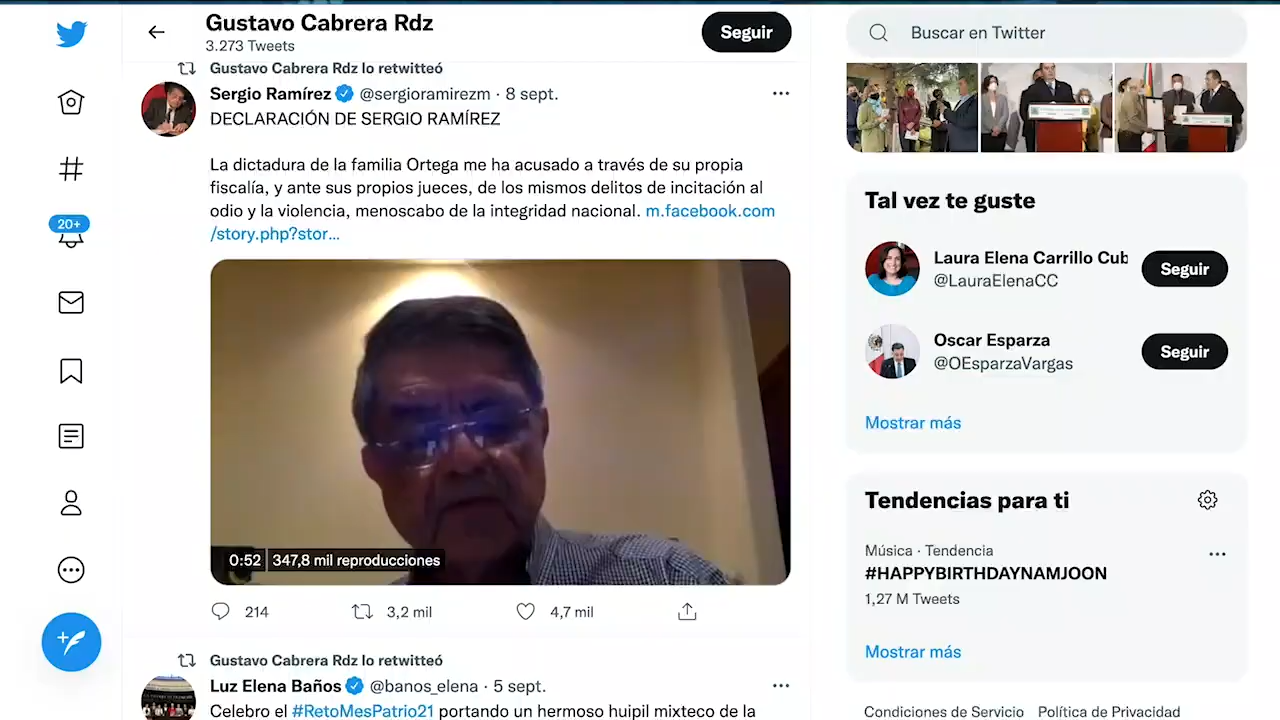 Gustavo Cabrera Rdz
3.273 Tweets
Seguir
Buscar en Twitter
Gustavo Cabrera Rdz lo retwitteó
Sergio Ramírez @sergioramirezm · 8 sept.
DECLARACIÓN DE SERGIO RAMÍREZ
La dictadura de la familia Ortega me ha acusado a través de su propia
fiscalía, y ante sus propios jueces, de los mismos delitos de incitación al
odio y la violencia, menoscabo de la integridad nacional. m.facebook.com
/story.php?stor...
20+
0:52 347,8 mil reproducciones
214 3,2 mil 4,7 mil
Gustavo Cabrera Rdz lo retwitteó
Luz Elena Baños @banos_elena · 5 sept.
Celebro el #RetoMesPatrio21 portando un hermoso huipil mixteco de la
Tal vez te guste
Laura Elena Carrillo Cub
@LauraElenaCC
Seguir
Oscar Esparza
@OEsparzaVargas
Seguir
Mostrar más
Tendencias para ti
Música · Tendencia
#HAPPYBIRTHDAYNAMJOON
1,27 M Tweets
Mostrar más
Condiciones de Servicio Política de Privacidad